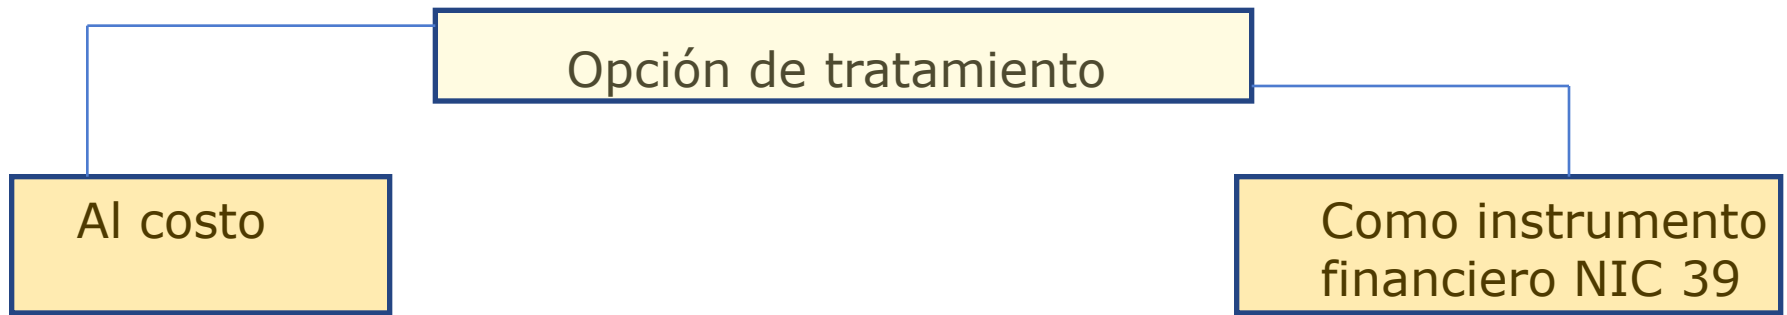 Opción de tratamiento
Al costo
Como instrumento
financiero NIC 39